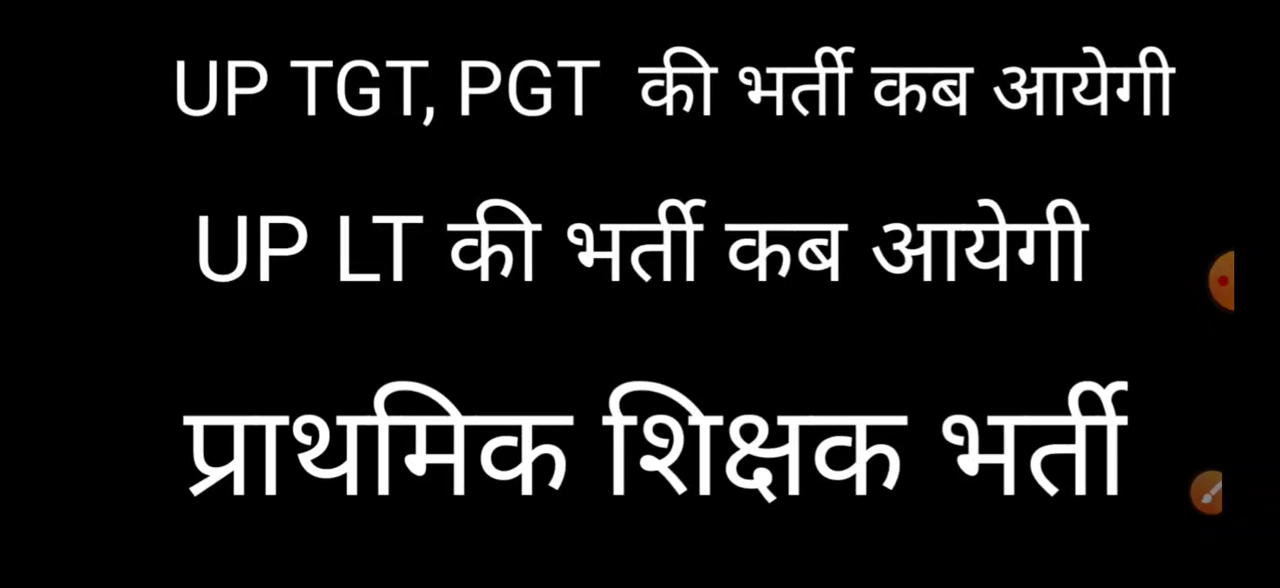 UP TGT, PGT की भर्ती कब आयेगी
UP LT की भर्ती कब आयेगी
प्राथमिक शिक्षक भर्ती